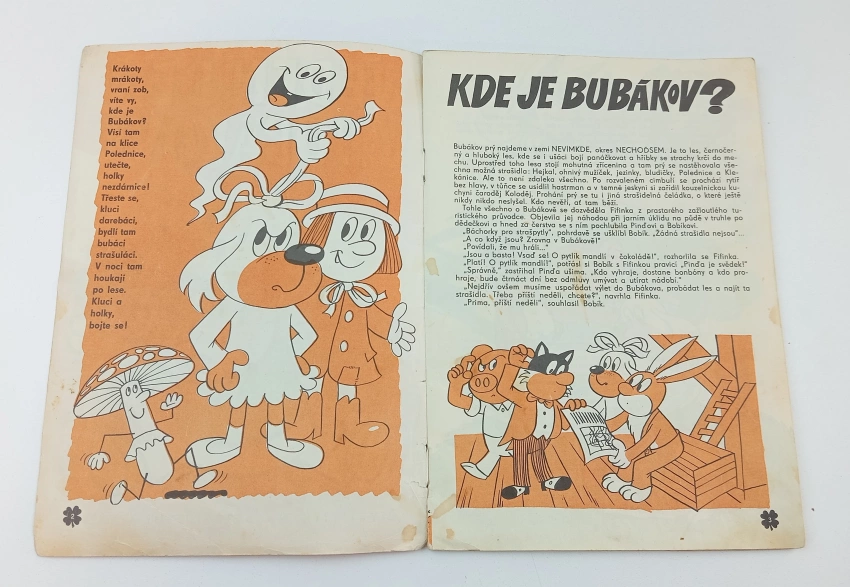 Krákoty
mrákoty,
vraní zob,
víte vy,
kde je
Bubákov?
Visí tam
na klice
Polednice,
utečte,
holky
nezdárnice!
Třeste se,
kluci
darebáci,
bydlí tam
bubáci
strašuláci.
V noci tam
houkají
po lese.
Kluci a
holky,
bojte se!
KDE JE BUBÁKOV?
Bubákov prý najdeme v zemi NEVIMKDE, okres NECHOĎSEM. Je to les, černočer-
ný a hluboký les, kde se i ušáci bojí panáčkovat a hříbky se strachy krčí do me-
chu. Uprostřed toho lesa stojí mohutná zřícenina a tam prý se nastěhovala vše-
chna možná strašidla: Hejkal, ohnivý mužíček, jezinky, bludičky, Polednice a Kle-
kánice. Ale to není zdaleka všechno. Po rozvaleném cimbuří se prochází rytíř
bez hlavy, v tůňce se usídlil hastrman a v temné jeskyni si zařídil kouzelnickou ku-
chyni čaroděj Koloděj. Prohání prý se tu i jiná strašidelná čeládka, o které ještě
nikdy nikdo neslyšel. Kdo nevěří, ať tam běží!
Tohle všechno o Bubákově se dozvěděla Fifinka z prastarého zažloutlého tu-
ristického průvodce. Objevila jej náhodou při jarním úklidu na půdě v truhle po
dědečkovi a hned za čerstva se s ním pochlubila Pinďovi a Bobíkovi.
„Báchorky pro strašpytly", pohrdavě se ušklíbl Bobík. „Žádná strašidla nejsou"...
„A co když jsou? Zrovna v Bubákově!"
„Povídali, že mu hráli..."
„Jsou a basta! Vsaď se! O pytlík mandlí v čokoládě!", rozhorlila se Fifinka.
„Platí! O pytlík mandlí!", potřásl si Bobík s Fifinkou pravicí. „Pinďa je svědek!"
„Správně," zastříhal Pinďa ušima. „Kdo vyhraje, dostane bonbóny a kdo pro-
hraje, bude čtrnáct dní bez odmluvy umývat a utírat nádobí."
„Nejdřív ovšem musíme uspořádat výlet do Bubákova, probádat les a najít ta
strašidla. Třeba příští neděli, chcete?", navrhla Fifinka.
„Prima, příští neděli", souhlasil Bobík.